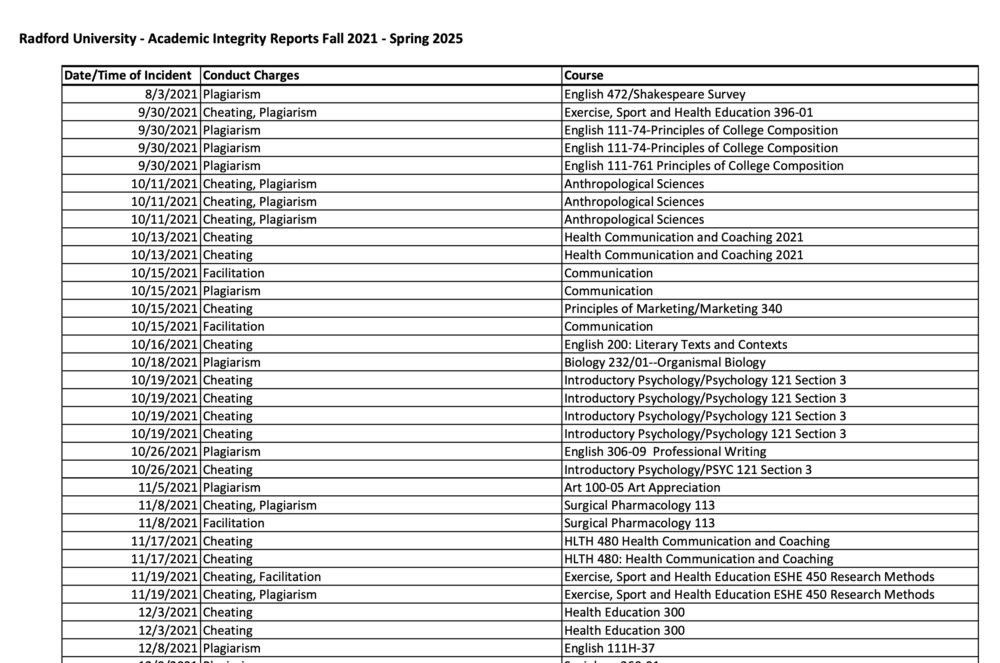 Radford University - Academic Integrity Reports Fall 2021 - Spring 2025
Date/Time of Incident Conduct Charges Course
8/3/2021 Plagiarism English 472/Shakespeare Survey
9/30/2021 Cheating, Plagiarism Exercise, Sport and Health Education 396-01
9/30/2021 Plagiarism English 111-74-Principles of College Composition
9/30/2021 Plagiarism English 111-74-Principles of College Composition
9/30/2021 Plagiarism English 111-761 Principles of College Composition
10/11/2021 Cheating, Plagiarism Anthropological Sciences
10/11/2021 Cheating, Plagiarism Anthropological Sciences
10/11/2021 Cheating, Plagiarism Anthropological Sciences
10/13/2021 Cheating Health Communication and Coaching 2021
10/13/2021 Cheating Health Communication and Coaching 2021
10/15/2021 Facilitation Communication
10/15/2021 Plagiarism Communication
10/15/2021 Cheating Principles of Marketing/Marketing 340
10/15/2021 Facilitation Communication
10/16/2021 Cheating English 200: Literary Texts and Contexts
10/18/2021 Plagiarism Biology 232/01--Organismal Biology
10/19/2021 Cheating Introductory Psychology/Psychology 121 Section 3
10/19/2021 Cheating Introductory Psychology/Psychology 121 Section 3
10/19/2021 Cheating Introductory Psychology/Psychology 121 Section 3
10/19/2021 Cheating Introductory Psychology/Psychology 121 Section 3
10/26/2021 Plagiarism English 306-09  Professional Writing
10/26/2021 Cheating Introductory Psychology/PSYC 121 Section 3
11/5/2021 Plagiarism Art 100-05 Art Appreciation
11/8/2021 Cheating, Plagiarism Surgical Pharmacology 113
11/8/2021 Facilitation Surgical Pharmacology 113
11/17/2021 Cheating HLTH 480 Health Communication and Coaching
11/17/2021 Cheating HLTH 480: Health Communication and Coaching
11/19/2021 Cheating, Facilitation Exercise, Sport and Health Education ESHE 450 Research Methods
11/19/2021 Cheating, Plagiarism Exercise, Sport and Health Education ESHE 450 Research Methods
12/3/2021 Cheating Health Education 300
12/3/2021 Cheating Health Education 300
12/8/2021 Plagiarism English 111H-37